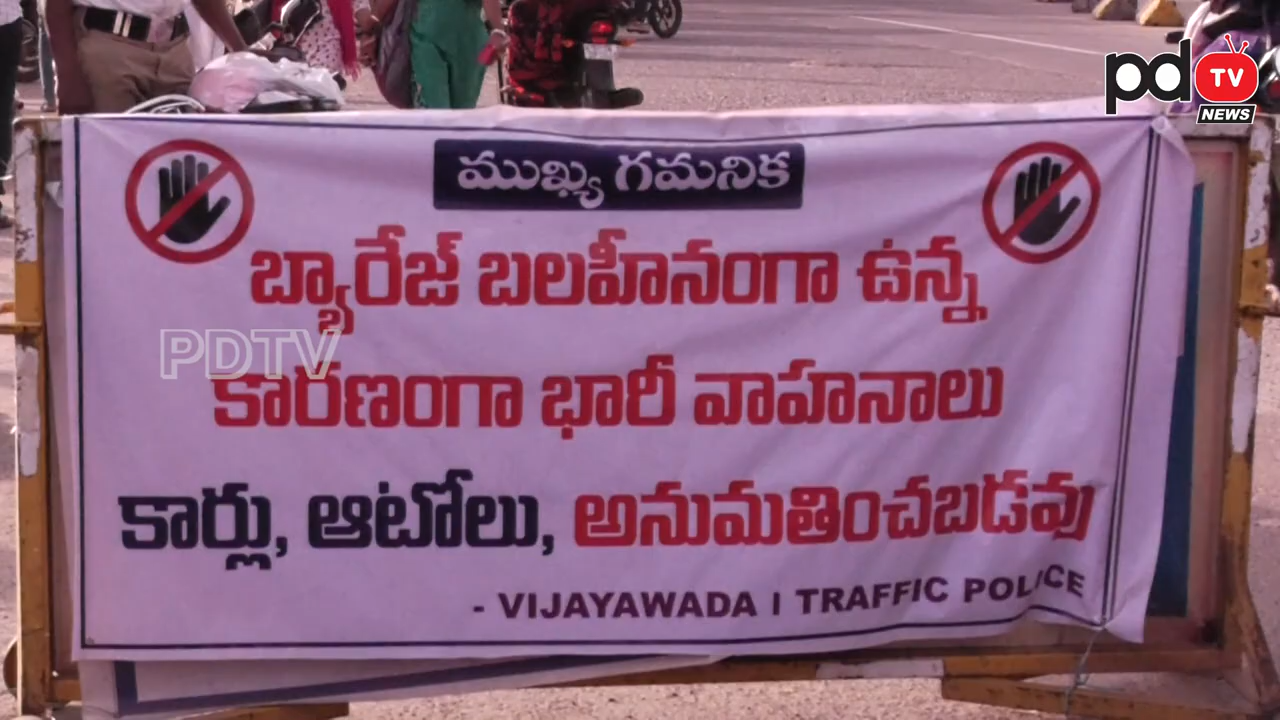 pd TV
NEWS
ముఖ్య గమనిక
బ్యారేజ్ బలహీనంగా ఉన్న
PDTV
కారణంగా భారీ వాహనాలు
కార్లు, ఆటోలు, అనుమతించబడవు
- VIJAYAWADA I TRAFFIC POLICE